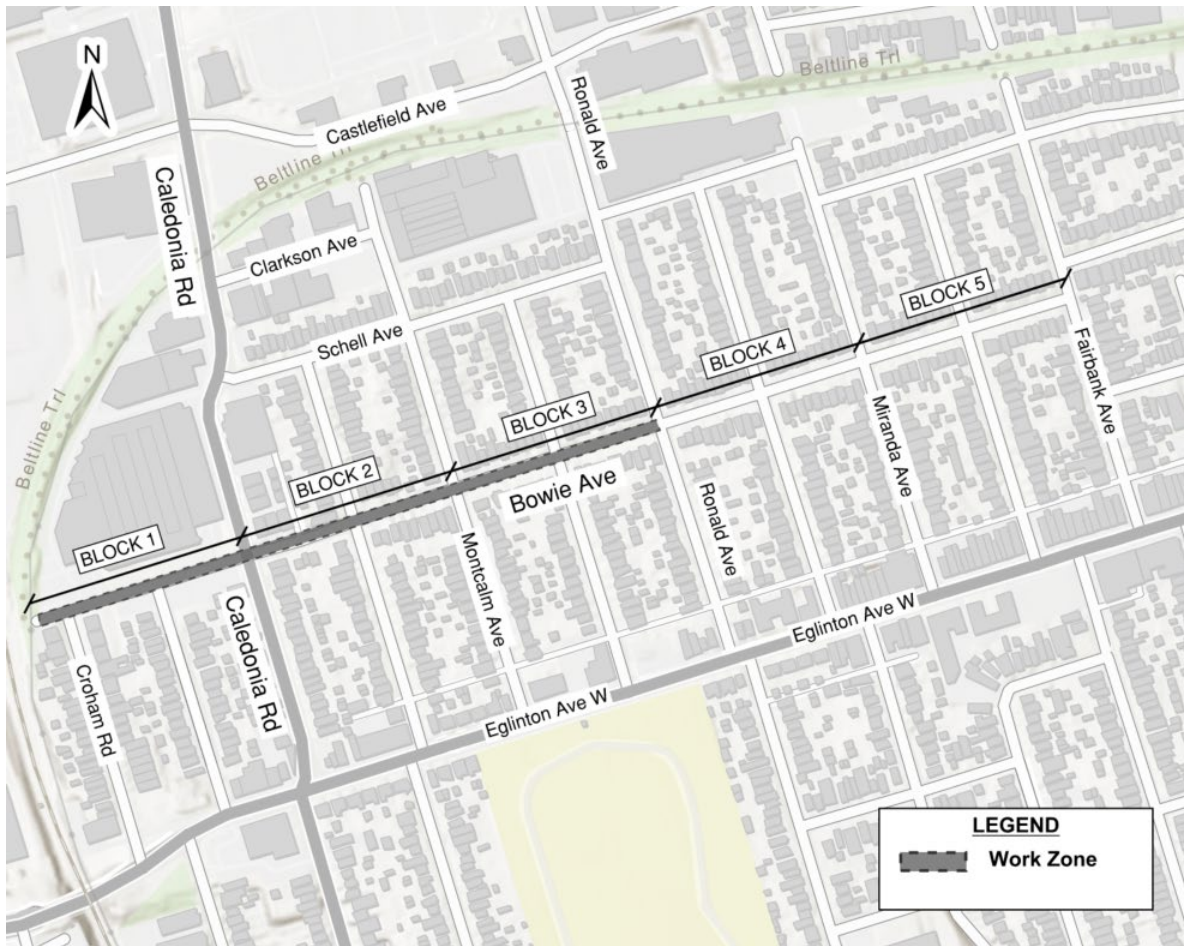 N
Beltline Trl
Ronald Ave
Castlefield Ave
Beltline Trl
Caledonia Rd
Clarkson Ave
BLOCK 5
Schell Ave
BLOCK 4
Fairbank Ave
Beltline Trl
BLOCK 3
Miranda Ave
BLOCK 2
Bowie Ave
Ronald Ave
BLOCK 1
Montcalm Ave
Caledonia Rd
Eglinton Ave W
Croham Rd
Eglinton Ave W
LEGEND
Work Zone